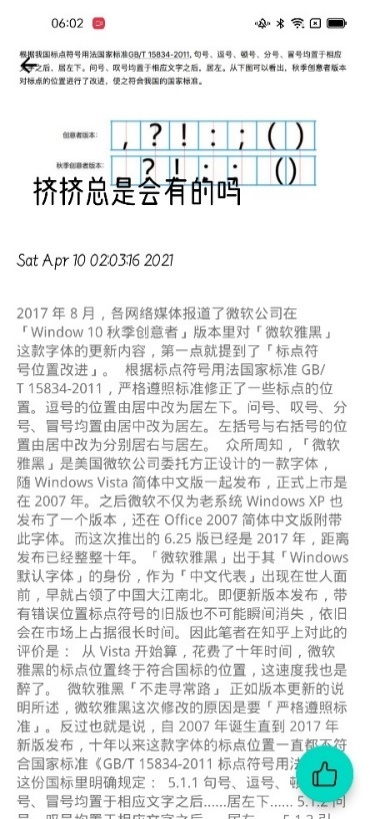 06:02
根据我国标点符号用法国家标准GB/T 15834-2011, 句号、逗号、顿号、分号、冒号均置于相应
文字之后，居左下。问号、叹号均置于相应文字之后，居左。从下图可以看出，秋季创意者版本
对标点的位置进行了改进，使之符合我国的国家标准。
创意者版本： , ? ! : ; ( )
秋季创意者版本： ? ! : ; ( )
挤挤总是会有的吗
Sat Apr 10 02:03:16 2021
2017 年 8 月，各网络媒体报道了微软公司在
「Window 10 秋季创意者」版本里对「微软雅黑」
这款字体的更新内容，第一点就提到了「标点符
号位置改进」。 根据标点符号用法国家标准 GB/
T 15834-2011，严格遵照标准修正了一些标点的位
置。逗号的位置由居中改为居左下。问号、叹号、分
号、冒号均置由居中改为居左。左括号与右括号的位
置由居中改为分别居右与居左。 众所周知，「微软
雅黑」是美国微软公司委托方正设计的一款字体，
随 Windows Vista 简体中文版一起发布，正式上市是
在 2007 年。之后微软不仅为老系统 Windows XP 也
发布了一个版本，还在 Office 2007 简体中文版附带
此字体。而这次推出的 6.25 版已经是 2017 年，距离
发布已经整整十年。「微软雅黑」出于其「Windows
默认字体」的身份，作为「中文代表」出现在世人面
前，早就占领了中国大江南北。即便新版本发布，带
有错误位置标点符号的旧版也不可能瞬间消失，依旧
会在市场上占据很长时间。因此笔者在知乎上对此的
评价是： 从 Vista 开始算，花费了十年时间，微软
雅黑的标点位置终于符合国标的位置，这速度我也是
醉了。 微软雅黑「不走寻常路」 正如版本更新的说
明所述，微软雅黑这次修改的原因是要「严格遵照标
准」。反过也就是说，自 2007 年诞生直到 2017 年
新版发布，十年以来这款字体的标点位置一直都不符
合国家标准《GB/T 15834-2011 标点符号用法
这份国标里明确规定： 5.1.1 句号、逗号、
号、冒号均置于相应文字之后……居左下…… 5.1.2 问